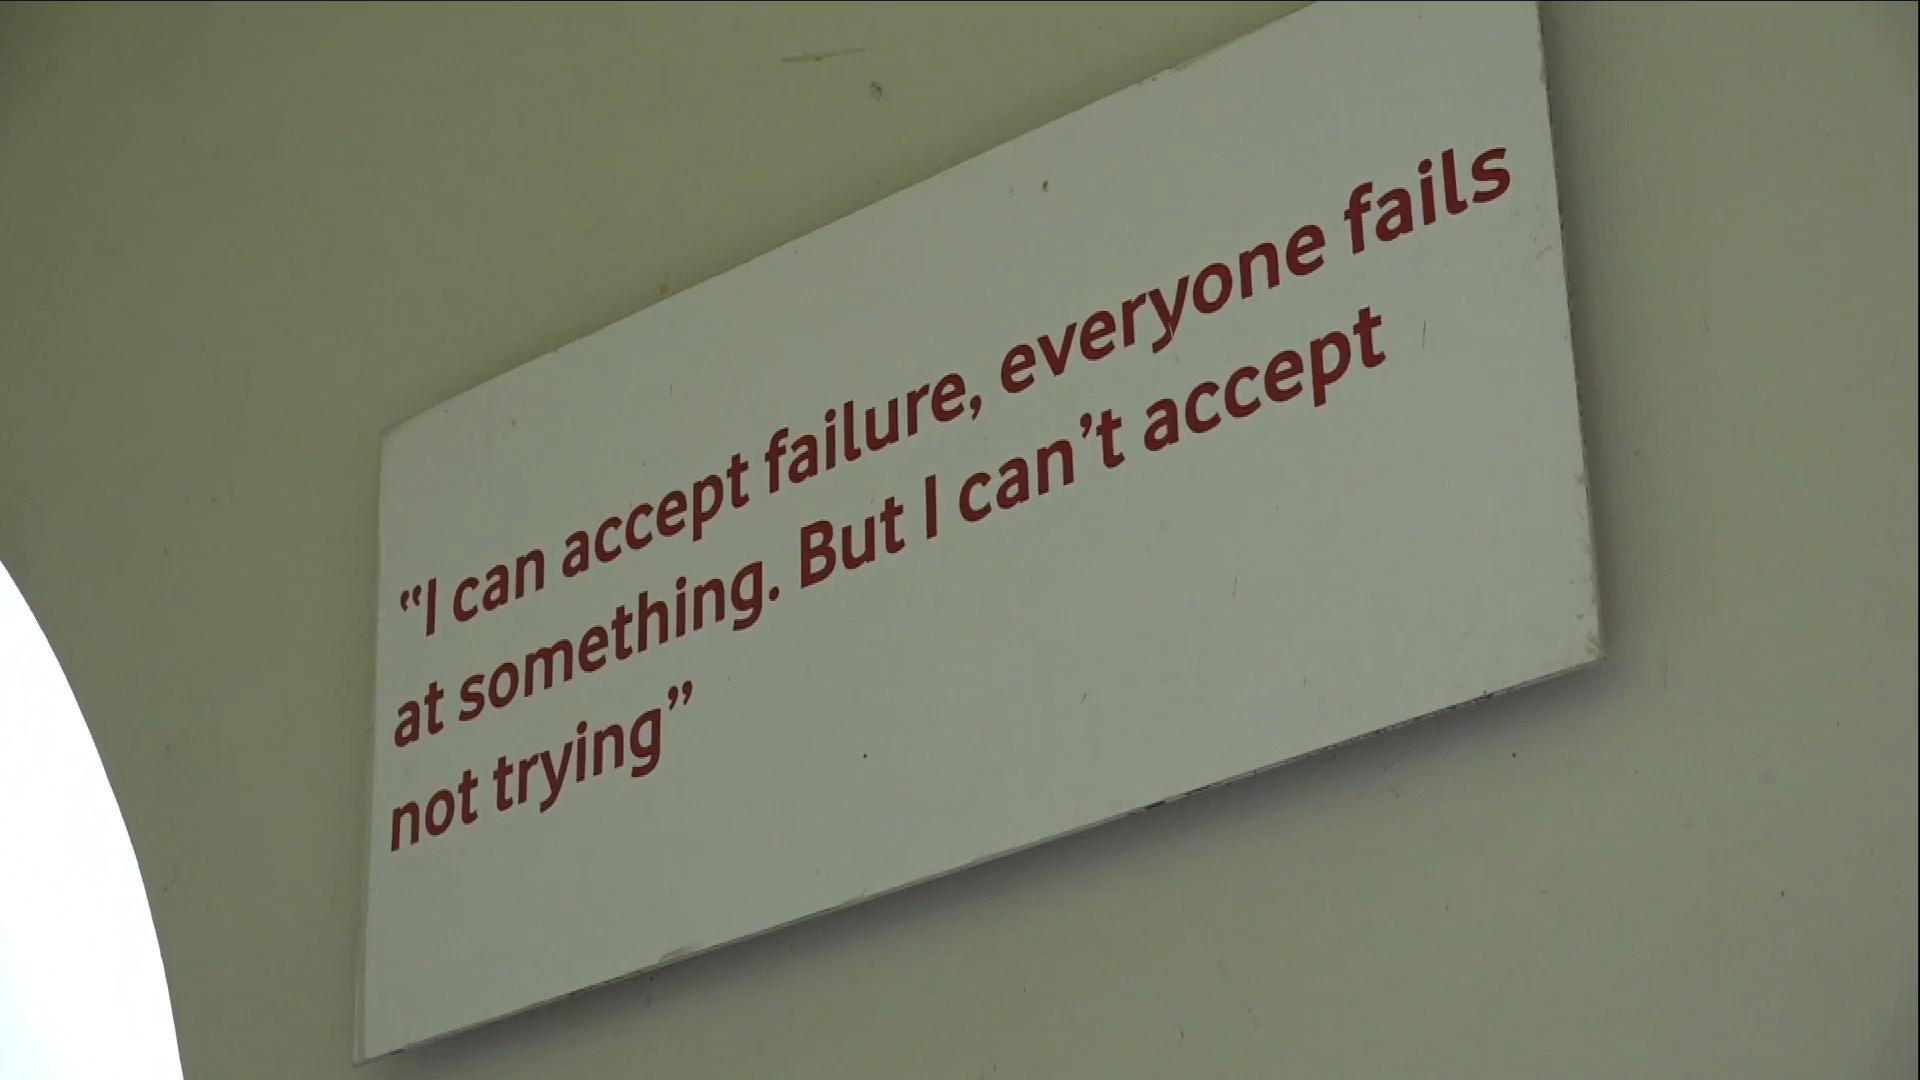 “I can accept failure, everyone fails
at something. But I can’t accept
not trying”